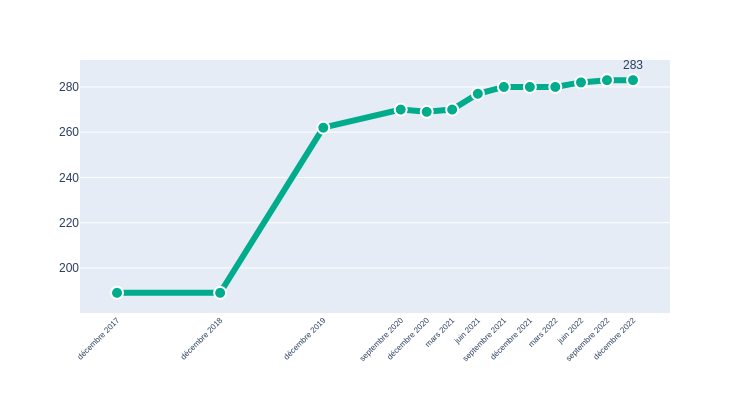 283
280
260
240
220
200
décembre 2017
décembre 2018
décembre 2019
septembre 2020
décembre 2020
mars 2021
juin 2021
septembre 2021
décembre 2021
mars 2022
juin 2022
septembre 2022
décembre 2022